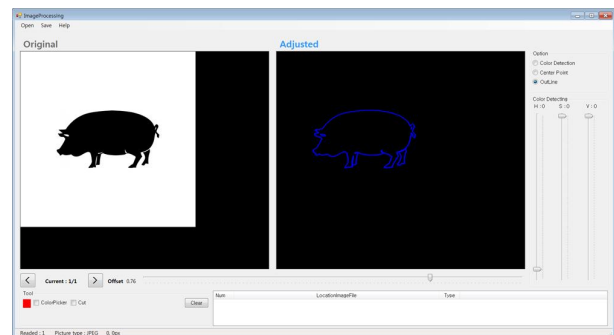 ImageProcessing
Open Save Help
Original
Adjusted
Option
Color Detection
Center Point
OutLine
Color Detecting
H : 0 S : 0 V : 0
Current : 1/1
Offset 0.76
Tool
ColorPicker Cut
Clear
Num LocationImageFile Type
Readed : 1 Picture type : JPEG 0, 0px